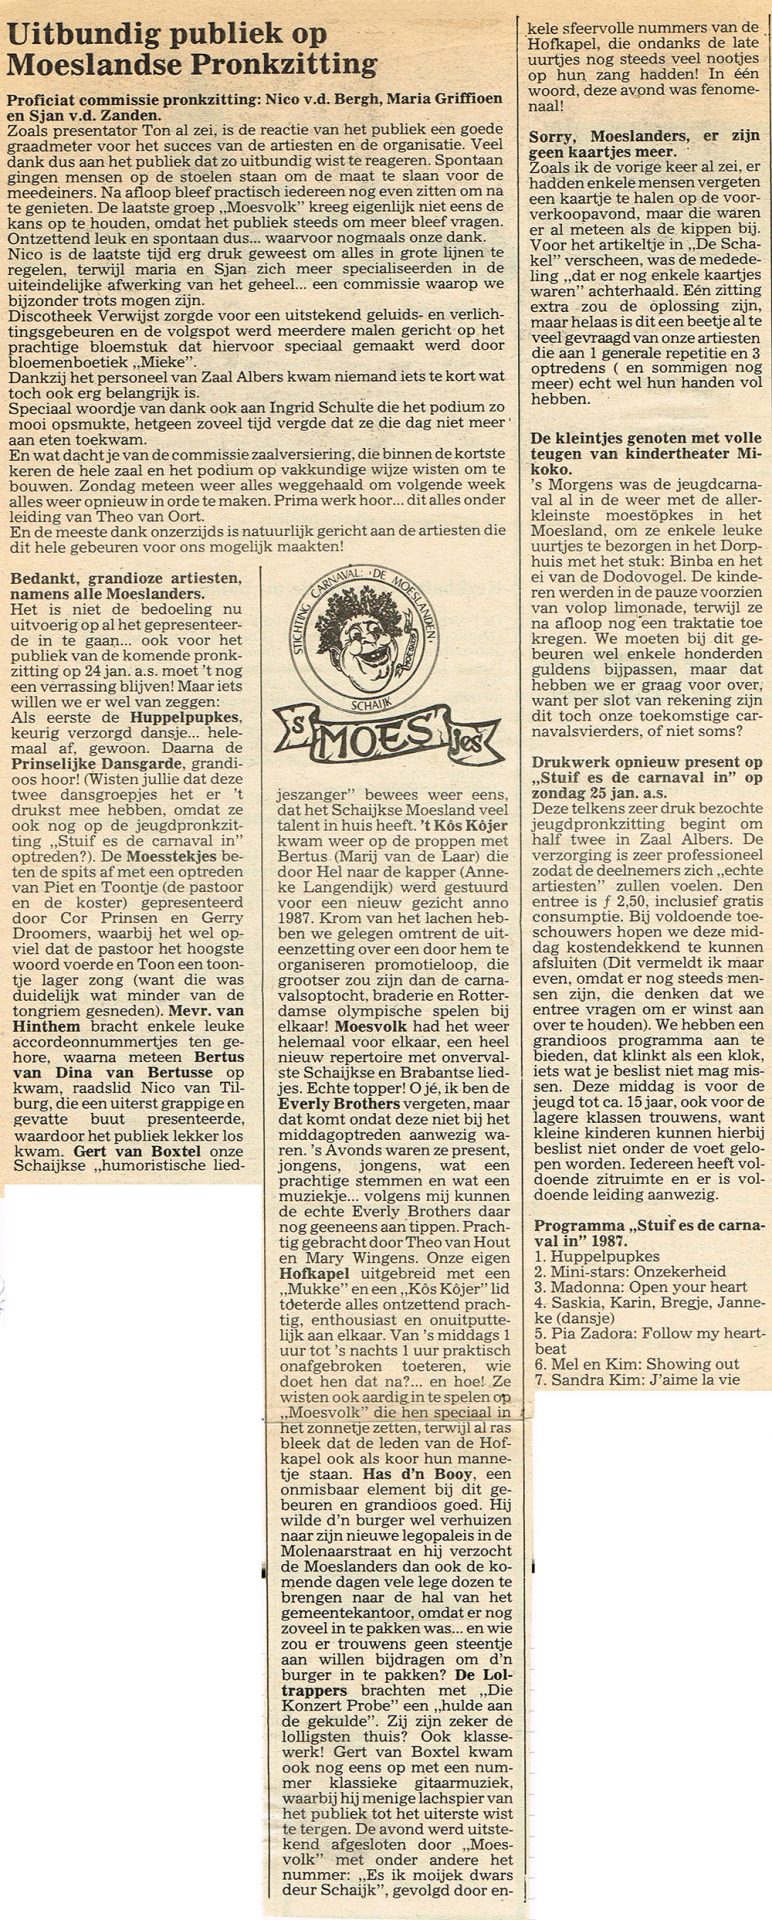 Uitbundig publiek op
Moeslandse Pronkzitting
Proficiat commissie pronkzitting: Nico v.d. Bergh, Maria Griffioen
en Sjan v.d. Zanden.
Zoals presentator Ton al zei, is de reactie van het publiek een goede
graadmeter voor het succes van de artiesten en de organisatie. Veel
dank dus aan het publiek dat zo uitbundig wist te reageren. Spontaan
gingen mensen op de stoelen staan om de maat te slaan voor de
meedeiners. Na afloop bleef practisch iedereen nog even zitten om na
te genieten. De laatste groep „Moesvolk” kreeg eigenlijk niet eens de
kans op te houden, omdat het publiek steeds om meer bleef vragen.
Ontzettend leuk en spontaan dus... waarvoor nogmaals onze dank.
Nico is de laatste tijd erg druk geweest om alles in grote lijnen te
regelen, terwijl maria en Sjan zich meer specialiseerden in de
uiteindelijke afwerking van het geheel... een commissie waarop we
bijzonder trots mogen zijn.
Discotheek Verwijst zorgde voor een uitstekend geluids- en verlich-
tingsgebeuren en de volgspot werd meerdere malen gericht op het
prachtige bloemstuk dat hiervoor speciaal gemaakt werd door
bloemenboetiek „Mieke”.
Dankzij het personeel van Zaal Albers kwam niemand iets te kort wat
toch ook erg belangrijk is.
Speciaal woordje van dank ook aan Ingrid Schulte die het podium zo
mooi opsmukte, hetgeen zoveel tijd vergde dat ze die dag niet meer
aan eten toekwam.
En wat dacht je van de commissie zaalversiering, die binnen de kortste
keren de hele zaal en het podium op vakkundige wijze wisten om te
bouwen. Zondag meteen weer alles weggehaald om volgende week
alles weer opnieuw in orde te maken. Prima werk hoor... dit alles onder
leiding van Theo van Oort.
En de meeste dank onzerzijds is natuurlijk gericht aan de artiesten die
dit hele gebeuren voor ons mogelijk maakten!
Bedankt, grandioze artiesten,
namens alle Moeslanders.
Het is niet de bedoeling nu
uitvoerig op al het gepresenteer-
de in te gaan... ook voor het
publiek van de komende pronk-
zitting op 24 jan. a.s. moet 't nog
een verrassing blijven! Maar iets
willen we er wel van zeggen:
Als eerste de Huppelpupkes,
keurig verzorgd dansje... hele-
maal af, gewoon. Daarna de
Prinselijke Dansgarde, grandi-
oos hoor! (Wisten jullie dat deze
twee dansgroepjes het er 't
drukst mee hebben, omdat ze
ook nog op de jeugdpronkzit-
ting „Stuif es de carnaval in”
optreden?). De Moesstekjes be-
ten de spits af met een optreden
van Piet en Toontje (de pastoor
en de koster) gepresenteerd
door Cor Prinsen en Gerry
Droomers, waarbij het wel op-
viel dat de pastoor het hoogste
woord voerde en Toon een toon-
tje lager zong (want die was
duidelijk wat minder van de
tongriem gesneden). Mevr. van
Hinthem bracht enkele leuke
accordeonnummertjes ten ge-
hore, waarna meteen Bertus
van Dina van Bertusse op
kwam, raadslid Nico van Til-
burg, die een uiterst grappige en
gevatte buut presenteerde,
waardoor het publiek lekker los
kwam. Gert van Boxtel onze
Schaijkse „humoristische lied-
STICHTING CARNAVAL: DE MOESLANDEN
SCHAIJK
's MOES jes
jeszanger” bewees weer eens,
dat het Schaijkse Moesland veel
talent in huis heeft. 't Kôs Kôjer
kwam weer op de proppen met
Bertus (Marij van de Laar) die
door Hel naar de kapper (Anne-
ke Langendijk) werd gestuurd
voor een nieuw gezicht anno
1987. Krom van het lachen heb-
ben we gelegen omtrent de uit-
eenzetting over een door hem te
organiseren promotieloop, die
grootser zou zijn dan de carna-
valsoptocht, braderie en Rotter-
damse olympische spelen bij
elkaar! Moesvolk had het weer
helemaal voor elkaar, een heel
nieuw repertoire met onverval-
ste Schaijkse en Brabantse lied-
jes. Echte topper! O jé, ik ben de
Everly Brothers vergeten, maar
dat komt omdat deze niet bij het
middagoptreden aanwezig wa-
ren. 's Avonds waren ze present,
jongens, jongens, wat een
prachtige stemmen en wat een
muziekje... volgens mij kunnen
de echte Everly Brothers daar
nog geeneens aan tippen. Prach-
tig gebracht door Theo van Hout
en Mary Wingens. Onze eigen
Hofkapel uitgebreid met een
„Mukke” en een „Kôs Kôjer” lid
toeterde alles ontzettend prach-
tig, enthousiast en onuitputte-
lijk aan elkaar. Van 's middags 1
uur tot 's nachts 1 uur praktisch
onafgebroken toeteren, wie
doet hen dat na?... en hoe! Ze
wisten ook aardig in te spelen op
„Moesvolk” die hen speciaal in
het zonnetje zetten, terwijl al ras
bleek dat de leden van de Hof-
kapel ook als koor hun manne-
tje staan. Has d'n Booy, een
onmisbaar element bij dit ge-
beuren en grandioos goed. Hij
wilde d'n burger wel verhuizen
naar zijn nieuwe legopaleis in de
Molenaarstraat en hij verzocht
de Moeslanders dan ook de ko-
mende dagen vele lege dozen te
brengen naar de hal van het
gemeentekantoor, omdat er nog
zoveel in te pakken was... en wie
zou er trouwens geen steentje
aan willen bijdragen om d'n
burger in te pakken? De Lol-
trappers brachten met „Die
Konzert Probe” een „hulde aan
de gekulde”. Zij zijn zeker de
lolligsten thuis? Ook klasse-
werk! Gert van Boxtel kwam
ook nog eens op met een num-
mer klassieke gitaarmuziek,
waarbij hij menige lachspier van
het publiek tot het uiterste wist
te tergen. De avond werd uitste-
kend afgesloten door „Moes-
volk” met onder andere het
nummer: „Es ik moijek dwars
deur Schaijk”, gevolgd door en-
kele sfeervolle nummers van de
Hofkapel, die ondanks de late
uurtjes nog steeds veel nootjes
op hun zang hadden! In één
woord, deze avond was fenome-
naal!
Sorry, Moeslanders, er zijn
geen kaartjes meer.
Zoals ik de vorige keer al zei, er
hadden enkele mensen vergeten
een kaartje te halen op de voor-
verkoopavond, maar die waren
er al meteen als de kippen bij.
Voor het artikeltje in „De Scha-
kel” verscheen, was de mededе-
ling „dat er nog enkele kaartjes
waren” achterhaald. Eén zitting
extra zou de oplossing zijn,
maar helaas is dit een beetje al te
veel gevraagd van onze artiesten
die aan 1 generale repetitie en 3
optredens ( en sommigen nog
meer) echt wel hun handen vol
hebben.
De kleintjes genoten met volle
teugen van kindertheater Mi-
koko.
's Morgens was de jeugdcarna-
val al in de weer met de aller-
kleinste moestöpkes in het
Moesland, om ze enkele leuke
uurtjes te bezorgen in het Dorp-
huis met het stuk: Binba en het
ei van de Dodovogel. De kinde-
ren werden in de pauze voorzien
van volop limonade, terwijl ze
na afloop nog een traktatie toe
kregen. We moeten bij dit ge-
beuren wel enkele honderden
guldens bijpassen, maar dat
hebben we er graag voor over,
want per slot van rekening zijn
dit toch onze toekomstige car-
navalsvierders, of niet soms?
Drukwerk opnieuw present op
„Stuif es de carnaval in” op
zondag 25 jan. a.s.
Deze telkens zeer druk bezochte
jeugdpronkzitting begint om
half twee in Zaal Albers. De
verzorging is zeer professioneel
zodat de deelnemers zich „echte
artiesten” zullen voelen. Den
entree is ƒ 2,50, inclusief gratis
consumptie. Bij voldoende toe-
schouwers hopen we deze mid-
dag kostendekkend te kunnen
afsluiten (Dit vermeldt ik maar
even, omdat er nog steeds men-
sen zijn, die denken dat we
entree vragen om er winst aan
over te houden). We hebben een
grandioos programma aan te
bieden, dat klinkt als een klok,
iets wat je beslist niet mag mis-
sen. Deze middag is voor de
jeugd tot ca. 15 jaar, ook voor de
lagere klassen trouwens, want
kleine kinderen kunnen hierbij
beslist niet onder de voet gelo-
pen worden. Iedereen heeft vol-
doende zitruimte en er is vol-
doende leiding aanwezig.
Programma „Stuif es de carna-
val in” 1987.
1. Huppelpupkes
2. Mini-stars: Onzekerheid
3. Madonna: Open your heart
4. Saskia, Karin, Bregje, Janne-
ke (dansje)
5. Pia Zadora: Follow my heart-
beat
6. Mel en Kim: Showing out
7. Sandra Kim: J'aime la vie